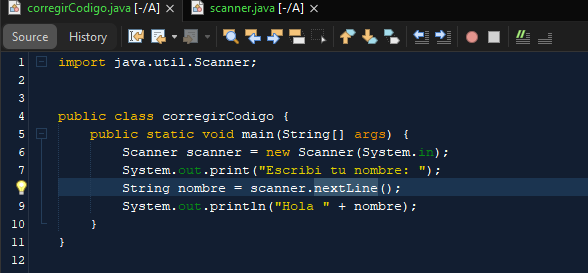 corregirCodigo.java [-/A] scanner.java [-/A]
Source History
1 import java.util.Scanner;
2
3
4 public class corregirCodigo {
5 public static void main(String[] args) {
6 Scanner scanner = new Scanner(System.in);
7 System.out.print("Escribi tu nombre: ");
String nombre = scanner.nextLine();
9 System.out.println("Hola " + nombre);
10 }
11 }
12